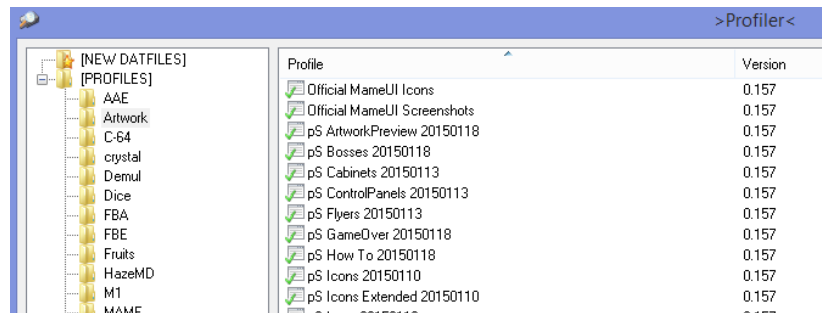 >Profiler<
[NEW DATFILES]
[PROFILES]
AAE
Artwork
C-64
crystal
Demul
Dice
FBA
FBE
Fruits
HazeMD
M1
MAME
Profile Version
Official MameUI Icons 0.157
Official MameUI Screenshots 0.157
pS ArtworkPreview 20150118 0.157
pS Bosses 20150118 0.157
pS Cabinets 20150113 0.157
pS ControlPanels 20150113 0.157
pS Flyers 20150113 0.157
pS GameOver 20150118 0.157
pS How To 20150118 0.157
pS Icons 20150110 0.157
pS Icons Extended 20150110 0.157